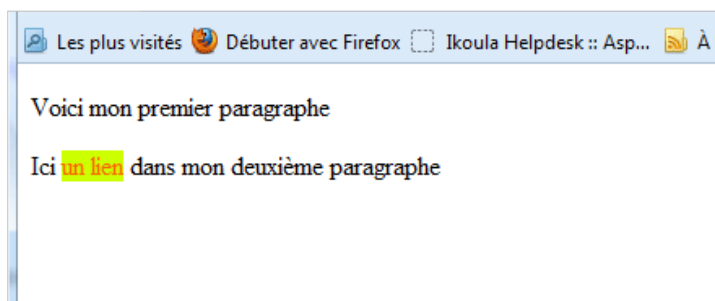 Les plus visités Débuter avec Firefox Ikoula Helpdesk :: Asp... À
Voici mon premier paragraphe
Ici un lien dans mon deuxième paragraphe